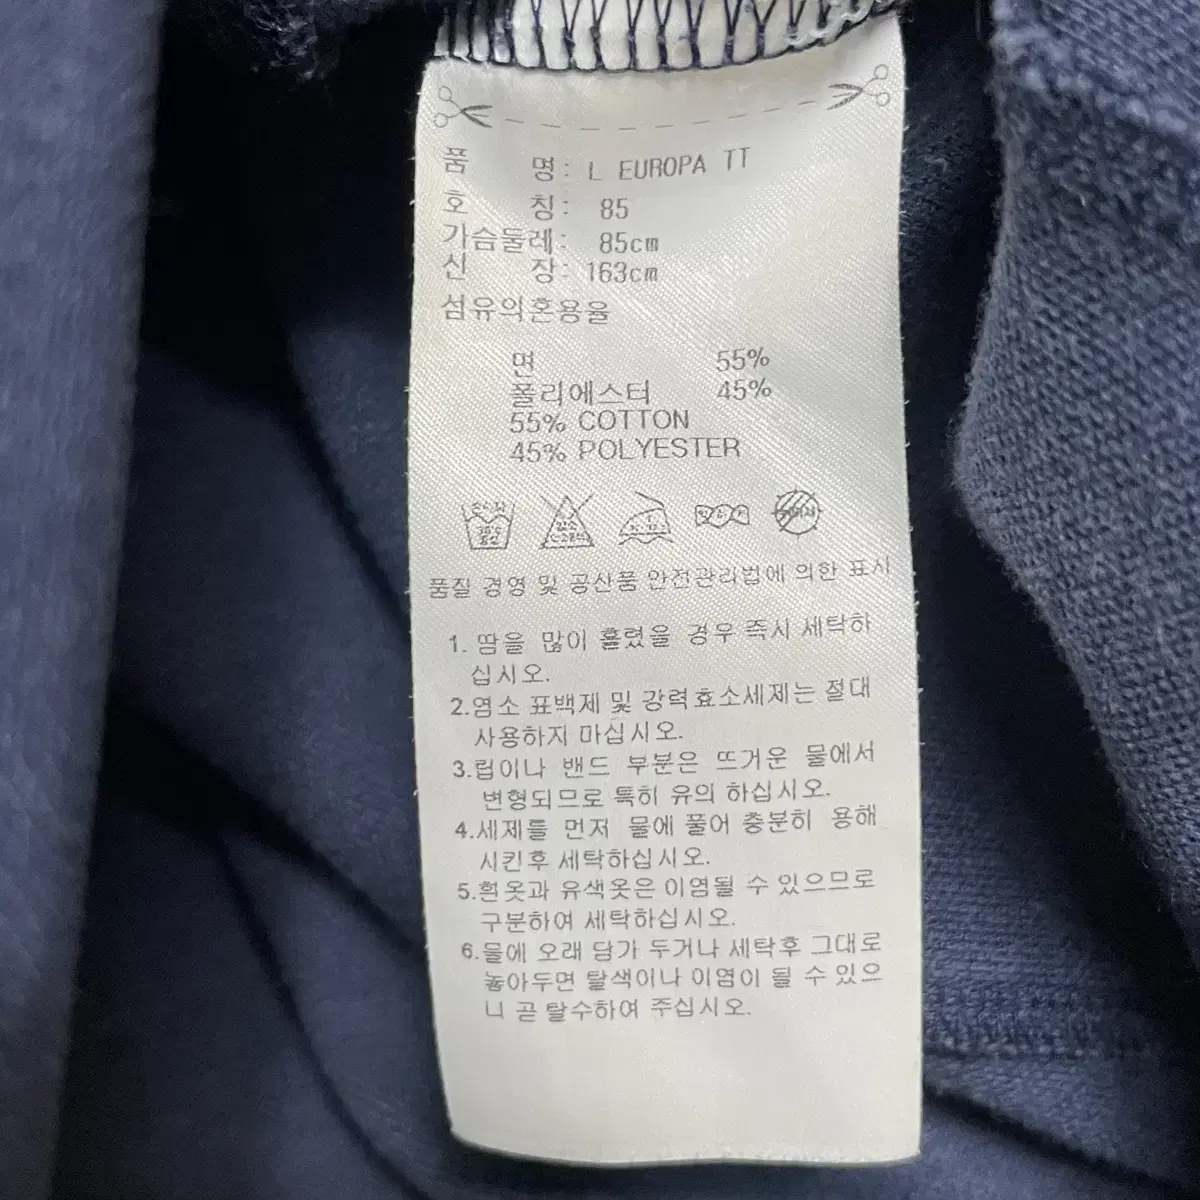 품 명: L EUROPA TT
호 칭: 85
가슴둘레: 85cm
신 장: 163cm
섬유의혼용율
면 55%
폴리에스터 45%
55% COTTON
45% POLYESTER
품질 경영 및 공산품 안전관리법에 의한 표시
1. 땀을 많이 흘렸을 경우 즉시 세탁하
십시오.
2.염소 표백제 및 강력효소세제는 절대
사용하지 마십시오.
3.립이나 밴드 부분은 뜨거운 물에서
변형되므로 특히 유의 하십시오.
4.세제를 먼저 물에 풀어 충분히 용해
시킨후 세탁하십시오.
5.흰옷과 유색옷은 이염될 수 있으므로
구분하여 세탁하십시오.
6.물에 오래 담가 두거나 세탁후 그대로
놓아두면 탈색이나 이염이 될 수 있으
니 곧 탈수하여 주십시오.